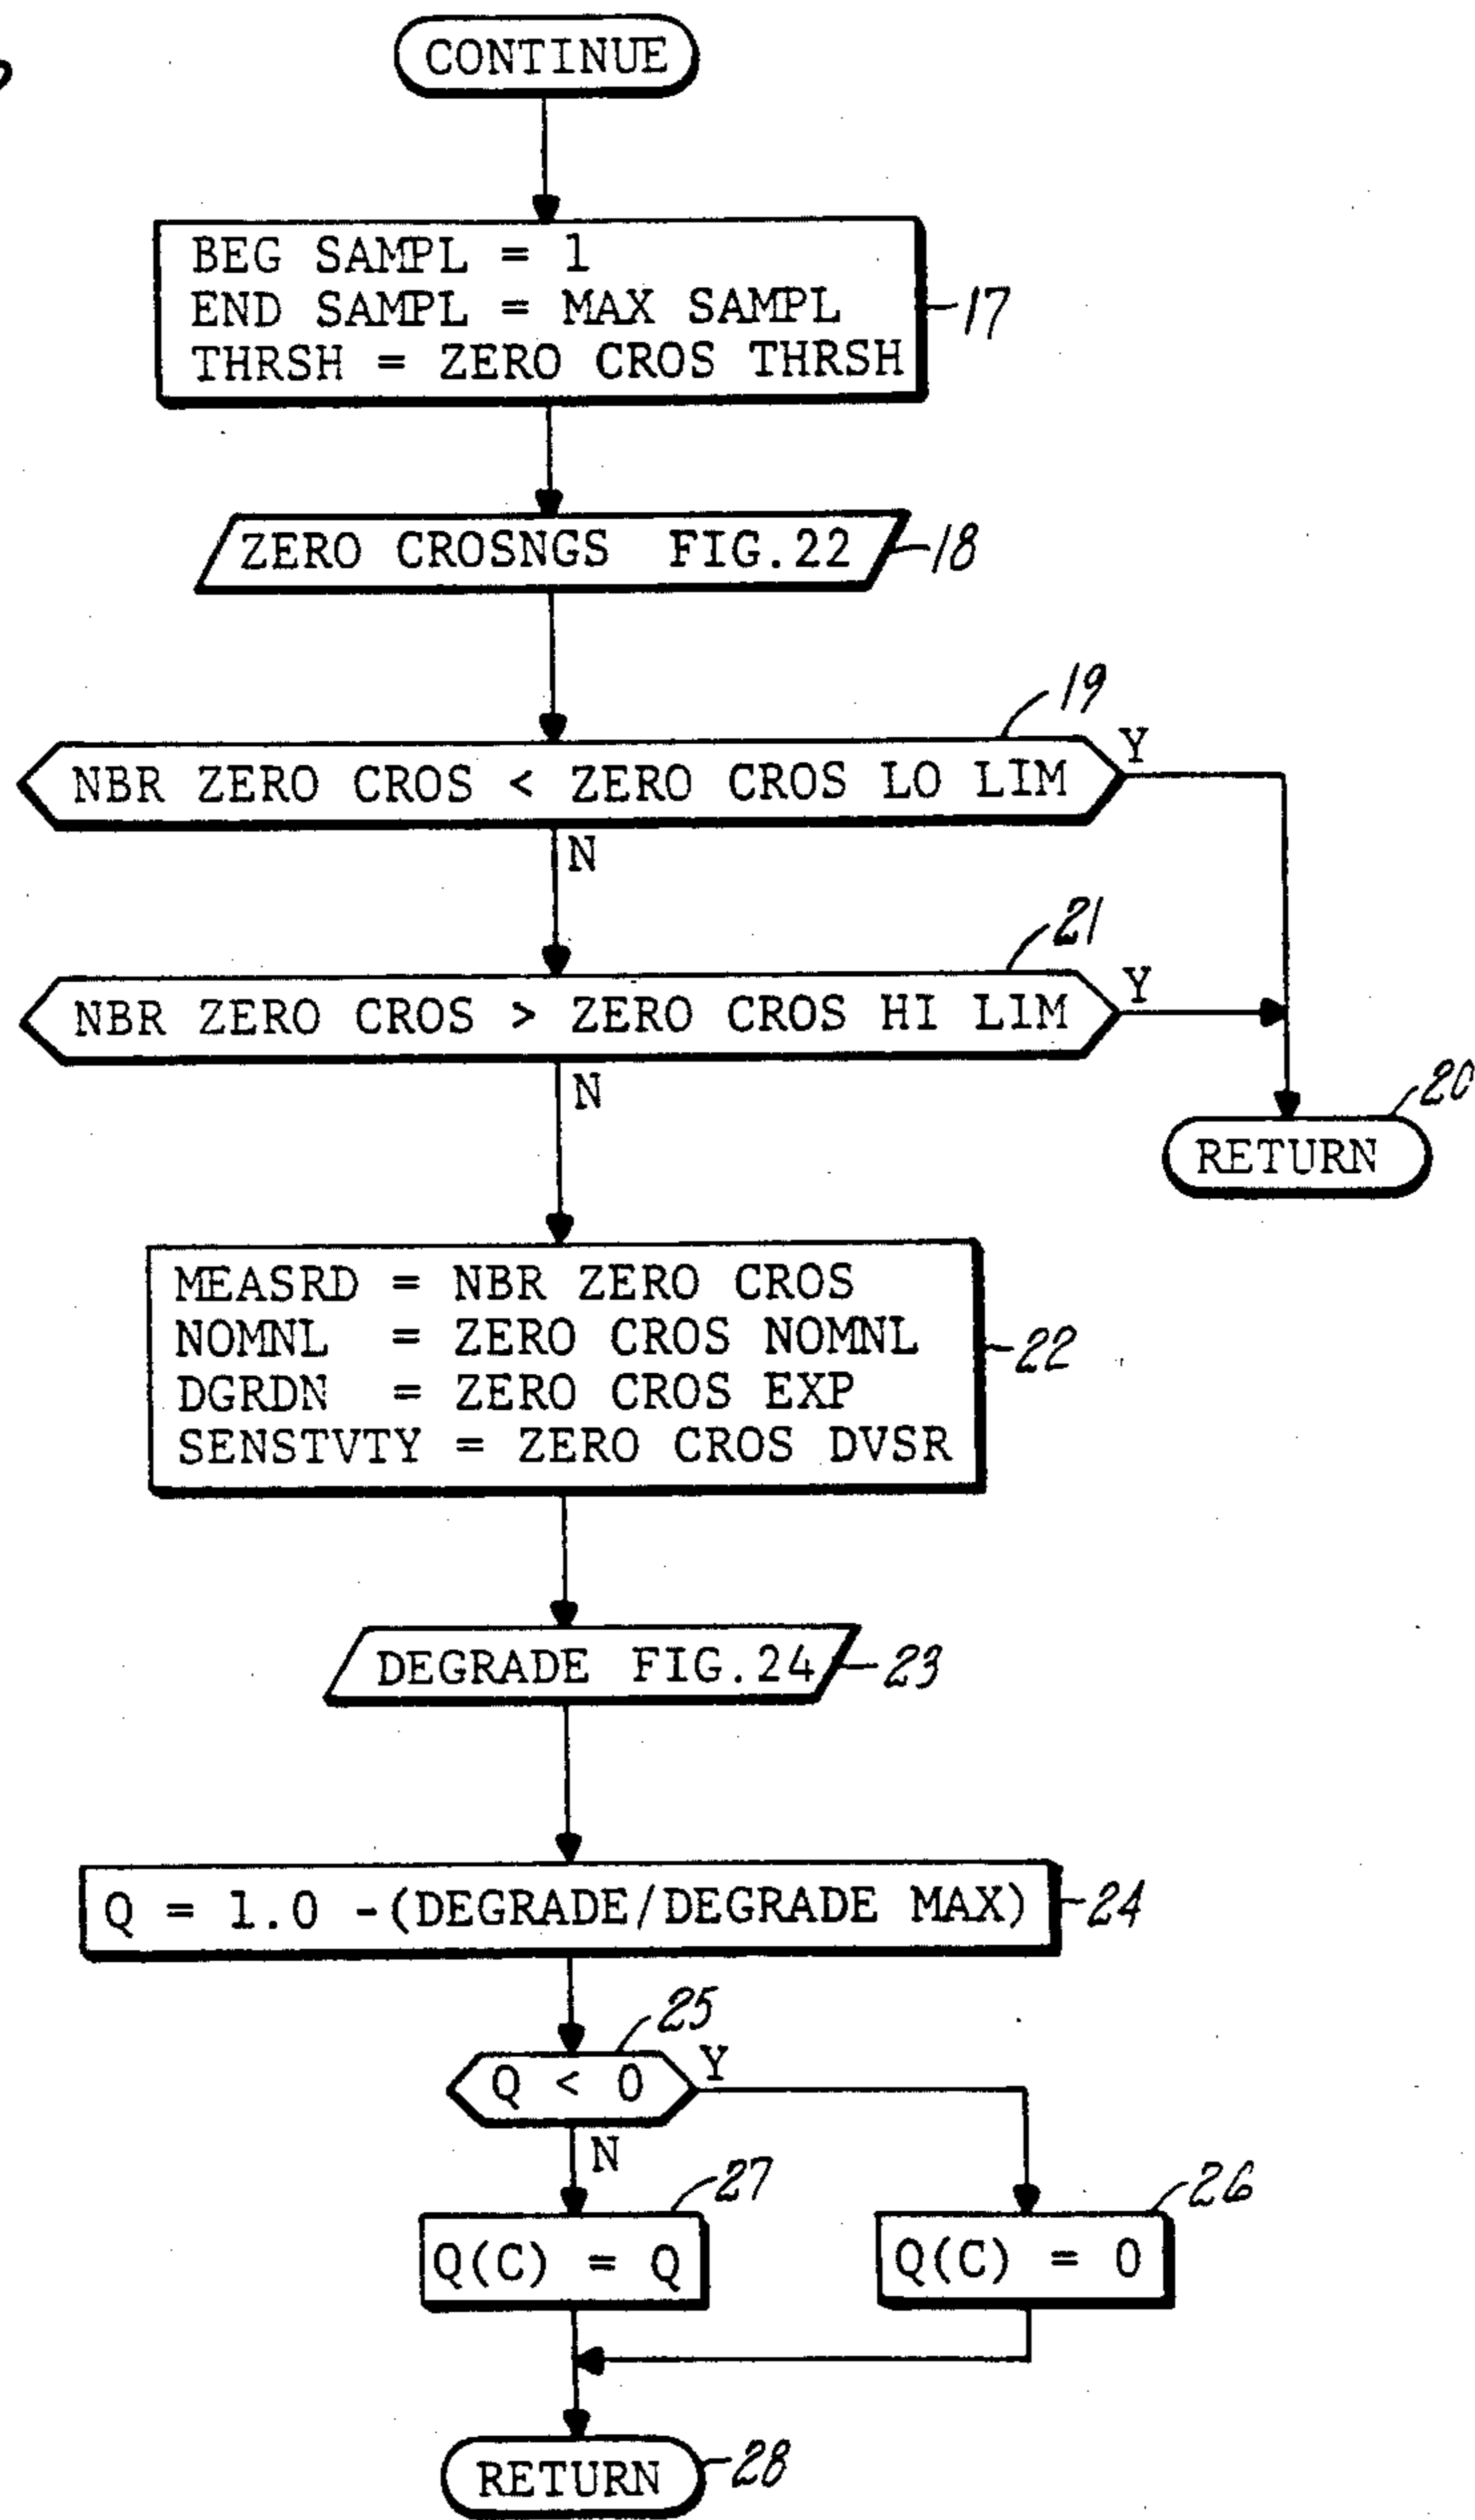 CONTINUE
BEG SAMPL = 1
END SAMPL = MAX SAMPL
THRSH = ZERO CROS THRSH
17
ZERO CROSNGS FIG.22
18
19
NBR ZERO CROS < ZERO CROS LO LIM
Y
N
21
NBR ZERO CROS > ZERO CROS HI LIM
Y
N
20
RETURN
MEASRD = NBR ZERO CROS
NOMNL = ZERO CROS NOMNL
DGRDN = ZERO CROS EXP
SENSTVTY = ZERO CROS DVSR
22
DEGRADE FIG.24
23
Q = 1.0 -(DEGRADE/DEGRADE MAX)
24
25
Q < 0
Y
N
27
Q(C) = Q
26
Q(C) = 0
RETURN
28